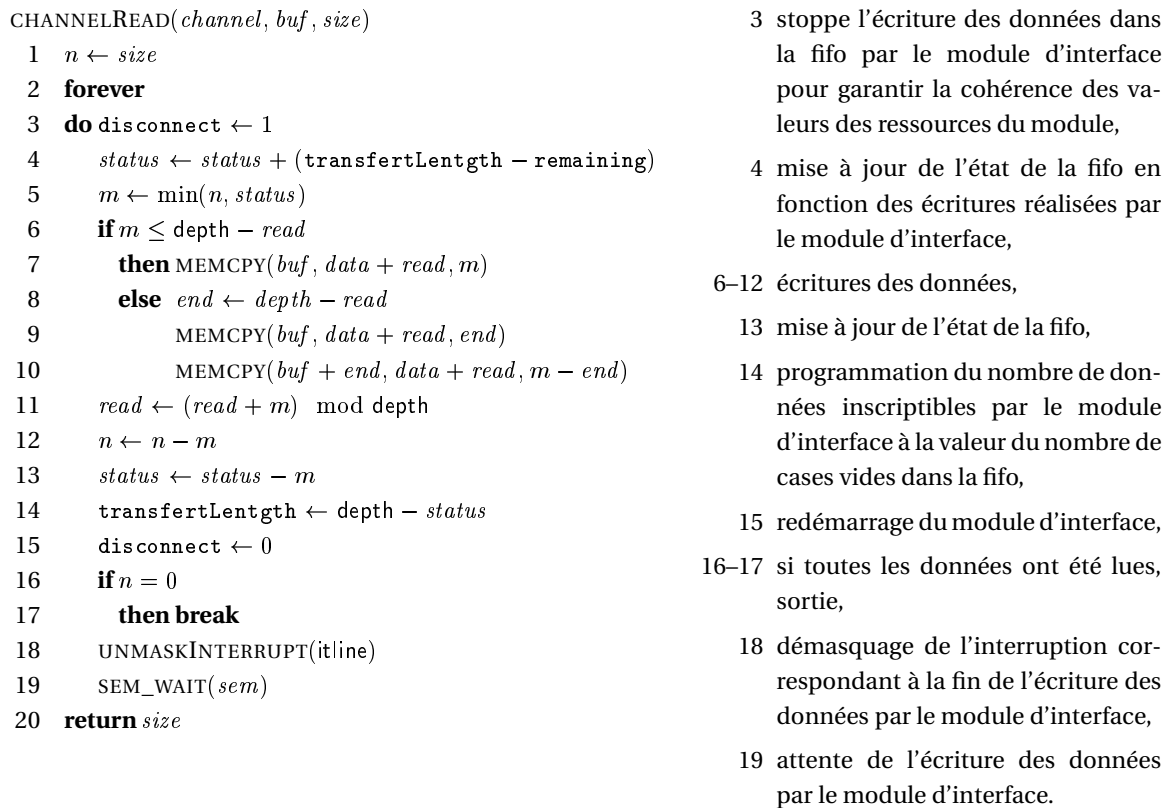 CHANNELREAD(channel, buf, size)
1 n ← size
2 forever
3 do disconnect ← 1
4 status ← status + (transfertLentgth − remaining)
5 m ← min(n, status)
6 if m ≤ depth − read
7 then MEMCPY(buf, data + read, m)
8 else end ← depth − read
9 MEMCPY(buf, data + read, end)
10 MEMCPY(buf + end, data + read, m − end)
11 read ← (read + m) mod depth
12 n ← n − m
13 status ← status − m
14 transfertLentgth ← depth − status
15 disconnect ← 0
16 if n = 0
17 then break
18 UNMASKINTERRUPT(itline)
19 SEM_WAIT(sem)
20 return size
3 stoppe l'écriture des données dans
la fifo par le module d'interface
pour garantir la cohérence des va-
leurs des ressources du module,
4 mise à jour de l'état de la fifo en
fonction des écritures réalisées par
le module d'interface,
6–12 écritures des données,
13 mise à jour de l'état de la fifo,
14 programmation du nombre de don-
nées inscriptibles par le module
d'interface à la valeur du nombre de
cases vides dans la fifo,
15 redémarrage du module d'interface,
16–17 si toutes les données ont été lues,
sortie,
18 démasquage de l'interruption cor-
respondant à la fin de l'écriture des
données par le module d'interface,
19 attente de l'écriture des données
par le module d'interface.